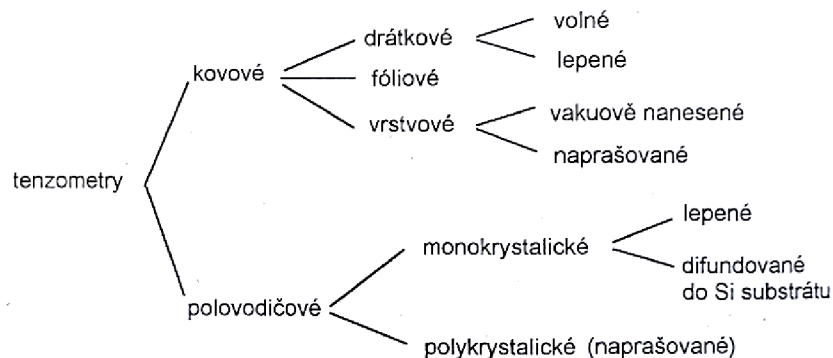 volné
drátkové
lepené
kovové
fóliové
vakuově nanesené
vrstvové
naprašované
tenzometry
lepené
monokrystalické
difundované
do Si substrátu
polovodičové
polykrystalické (naprašované)